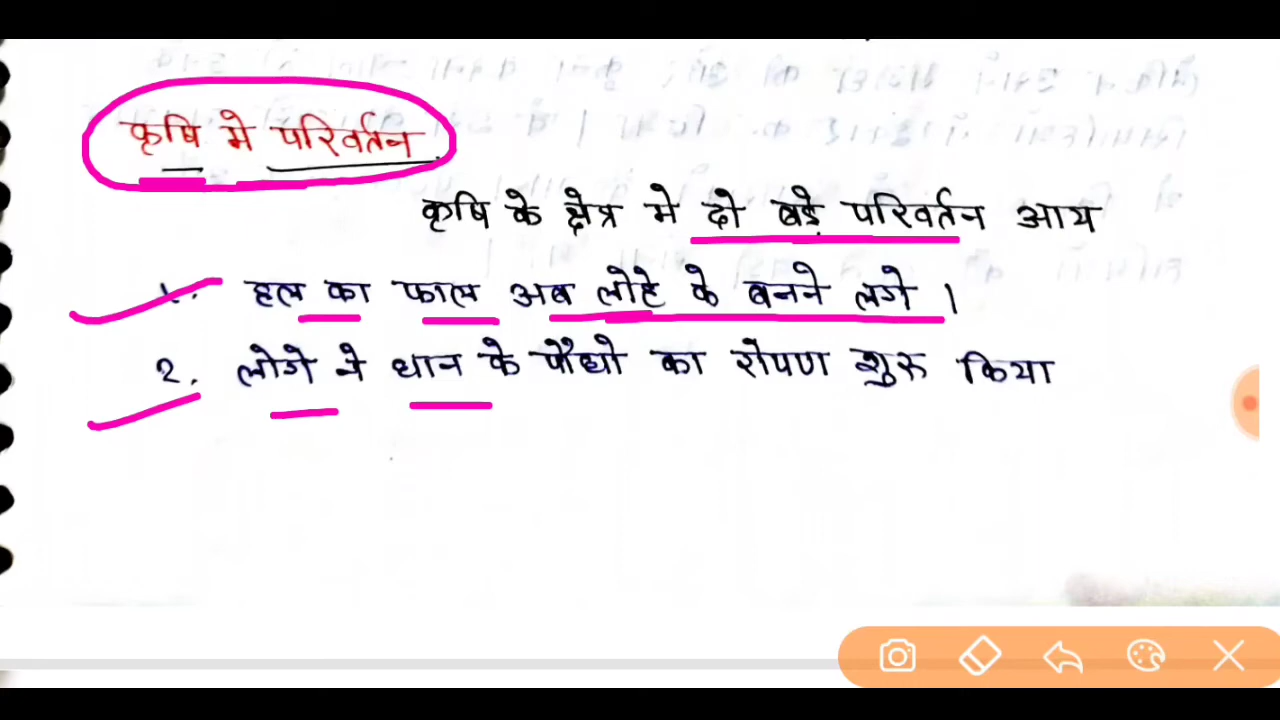 कृषि मे परिवर्तन
कृषि के क्षेत्र मे दो बड़े परिवर्तन आय
1. हल का फाल अब लोहे के बनने लगे।
2. लोगे ने धान के पौधो का रोपण शुरू किया